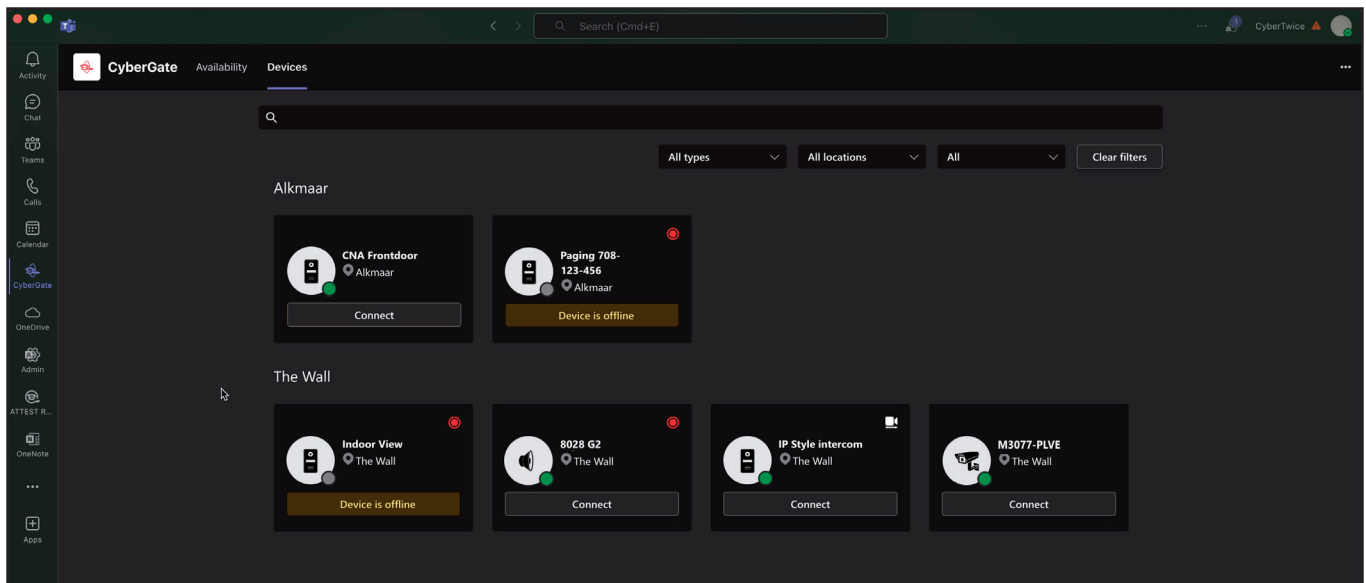 Search (Cmd+E)
CyberTwice
Activity
Chat
Teams
Calls
Calendar
CyberGate
OneDrive
Admin
ATTEST R...
OneNote
Apps
CyberGate Availability Devices
All types All locations All Clear filters
Alkmaar
CNA Frontdoor
Alkmaar
Connect
Paging 708-
123-456
Alkmaar
Device is offline
The Wall
Indoor View
The Wall
Device is offline
8028 G2
The Wall
Connect
IP Style intercom
The Wall
Connect
M3077-PLVE
The Wall
Connect